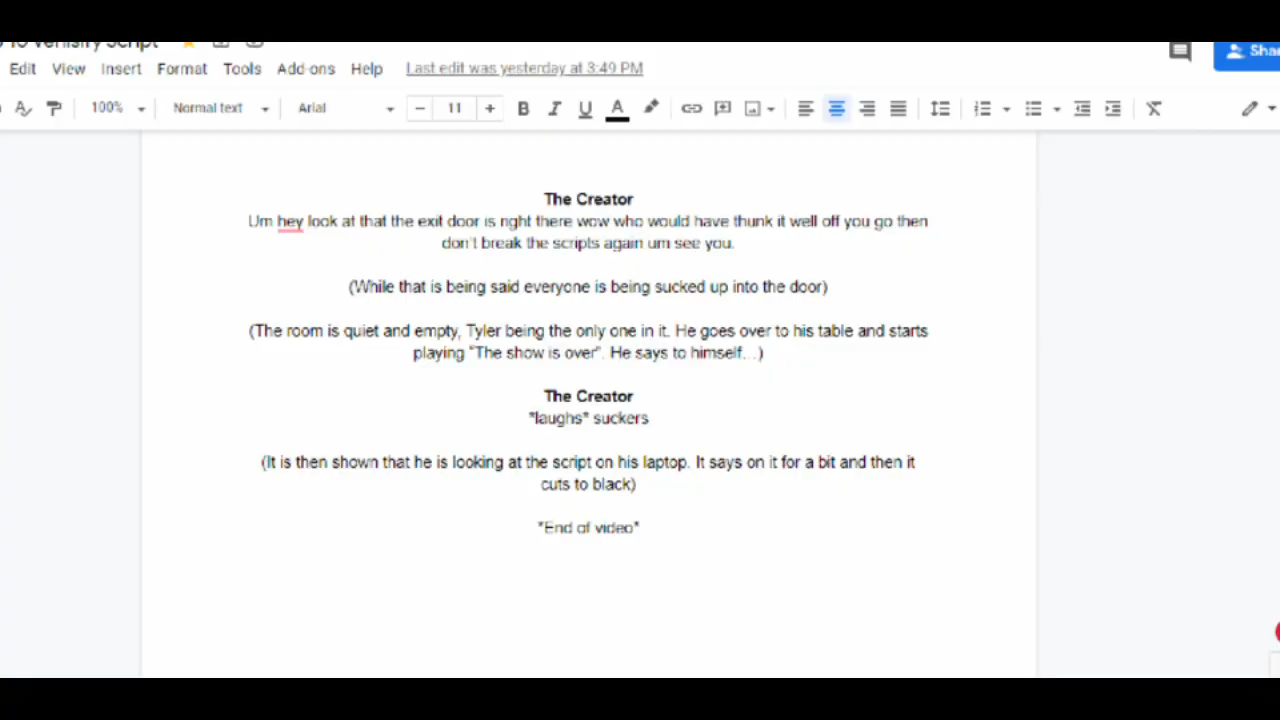 Script
Edit View Insert Format Tools Add-ons Help Last edit was yesterday at 3:49 PM
100% Normal text Arial - 11 + B I U A
The Creator
Um hey look at that the exit door is right there wow who would have thunk it well off you go then
don't break the scripts again um see you.
(While that is being said everyone is being sucked up into the door)
(The room is quiet and empty, Tyler being the only one in it. He goes over to his table and starts
playing "The show is over". He says to himself...)
The Creator
*laughs* suckers
(It is then shown that he is looking at the script on his laptop. It says on it for a bit and then it
cuts to black)
*End of video*